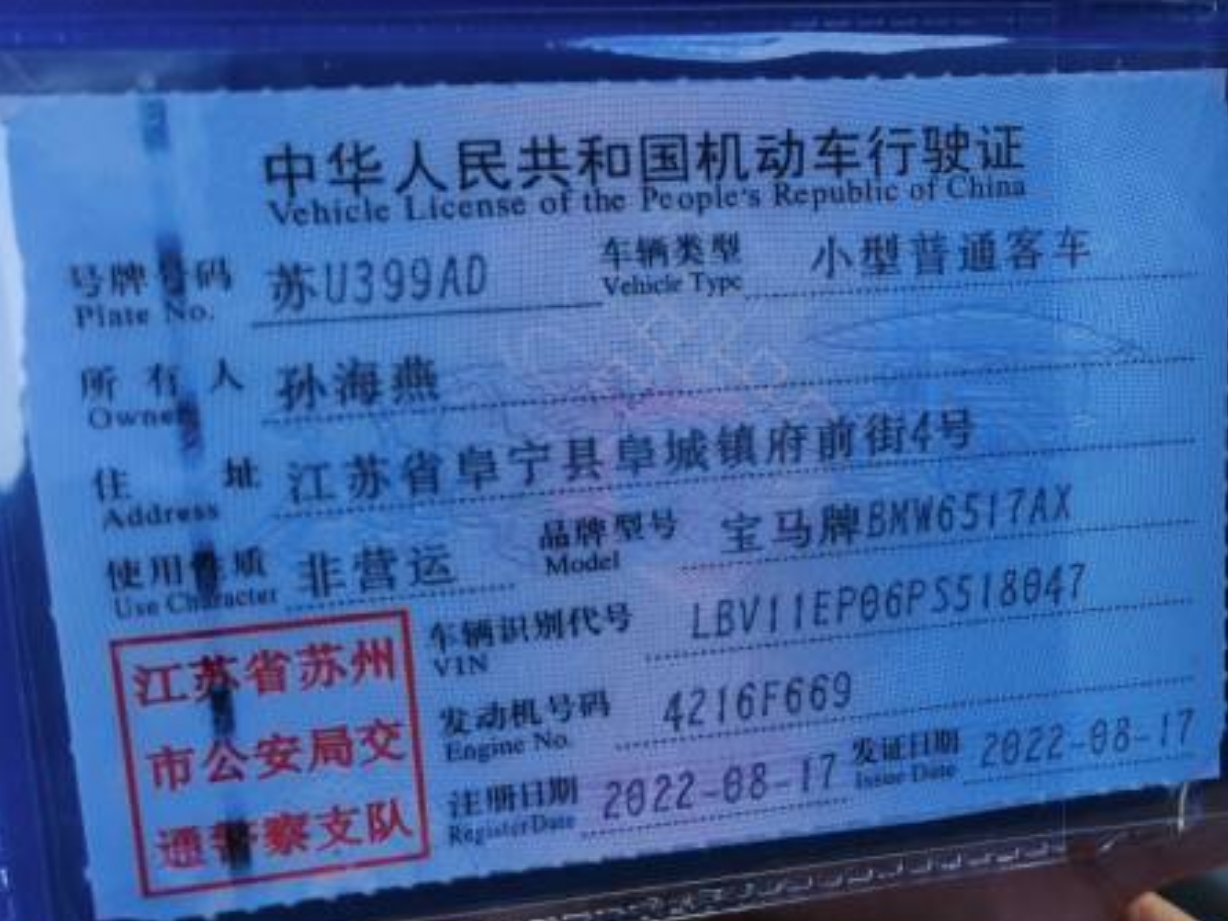 中华人民共和国机动车行驶证
Vehicle License of the People's Republic of China
号牌号码 苏U399AD 车辆类型 小型普通客车
Plate No. Vehicle Type
所有人 孙海燕
Owner
住址 江苏省阜宁县阜城镇府前街4号
Address
使用性质 非营运 品牌型号 宝马牌BMW6517AX
Use Character Model
车辆识别代号 LBV11EP06PS518047
VIN
发动机号码 4216F669
Engine No.
注册日期 2022-08-17 发证日期 2022-08-17
Register Date Issue Date
江苏省苏州
市公安局交
通警察支队